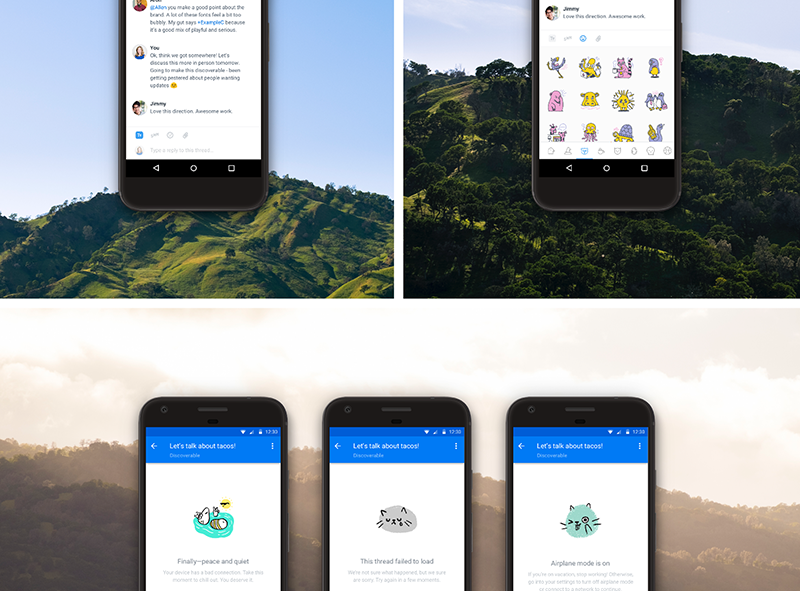 Aron
@Allan you make a good point about the
brand. A lot of these fonts feel a bit too
bubbly. My gut says +ExampleC because
it's a good mix of playful and serious.
You
Ok, think we got somewhere! Let's
discuss this more in person tomorrow.
Going to make this discoverable - been
getting pestered about people wanting
updates
Jimmy
Love this direction. Awesome work.
Type a reply to this thread...
Jimmy
Love this direction. Awesome work.
12:30
Let's talk about tacos!
Discoverable
Finally—peace and quiet
Your device has a bad connection. Take this
moment to chill out. You deserve it.
12:30
Let's talk about tacos!
Discoverable
This thread failed to load
We're not sure what happened, but we sure
are sorry. Try again in a few moments.
12:30
Let's talk about tacos!
Discoverable
Airplane mode is on
If you're on vacation, stop working! Otherwise,
go into your settings to turn off airplane mode
or connect to a network to continue.